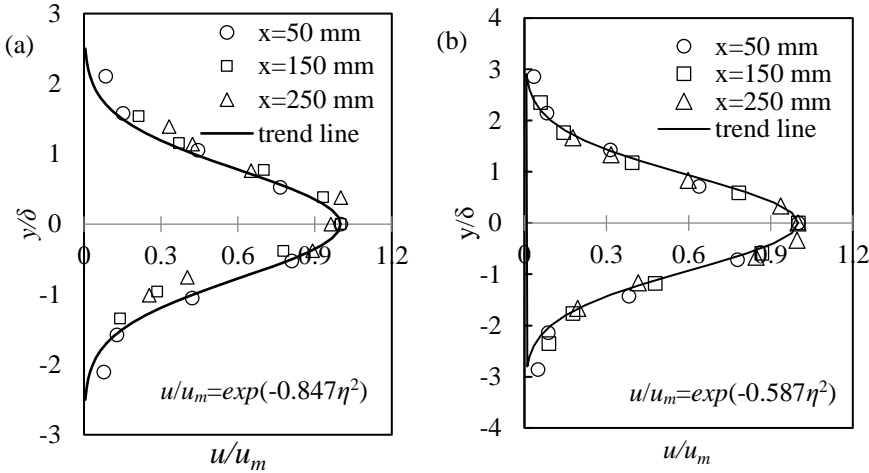 (a)
3
2
1
0
-1
-2
-3
0
0.3
0.6
0.9
1.2
y/δ
u/uₘ
x=50 mm
x=150 mm
x=250 mm
trend line
u/uₘ=exp(-0.847η²)
(b)
4
3
2
1
0
-1
-2
-3
-4
0
0.3
0.6
0.9
1.2
y/δ
u/uₘ
x=50 mm
x=150 mm
x=250 mm
trend line
u/uₘ=exp(-0.587η²)